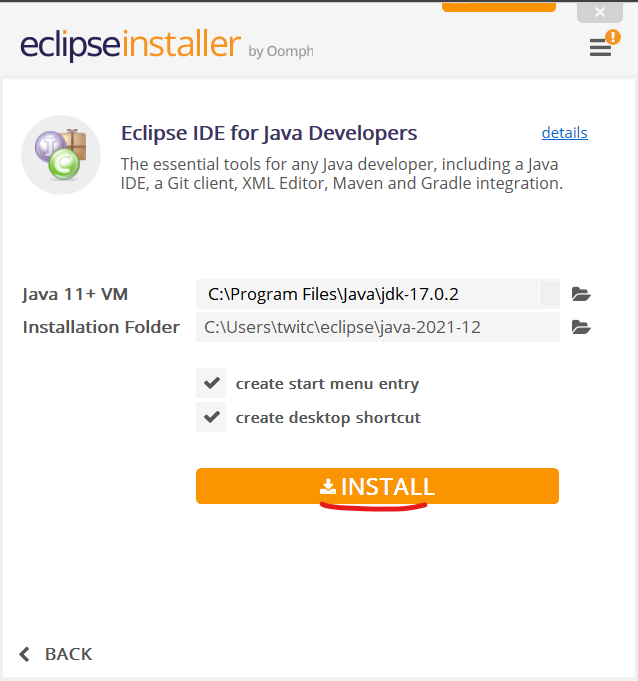 eclipseinstaller by Oomph
Eclipse IDE for Java Developers
details
The essential tools for any Java developer, including a Java
IDE, a Git client, XML Editor, Maven and Gradle integration.
Java 11+ VM
C:\Program Files\Java\jdk-17.0.2
Installation Folder
C:\Users\twitc\eclipse\java-2021-12
create start menu entry
create desktop shortcut
INSTALL
BACK